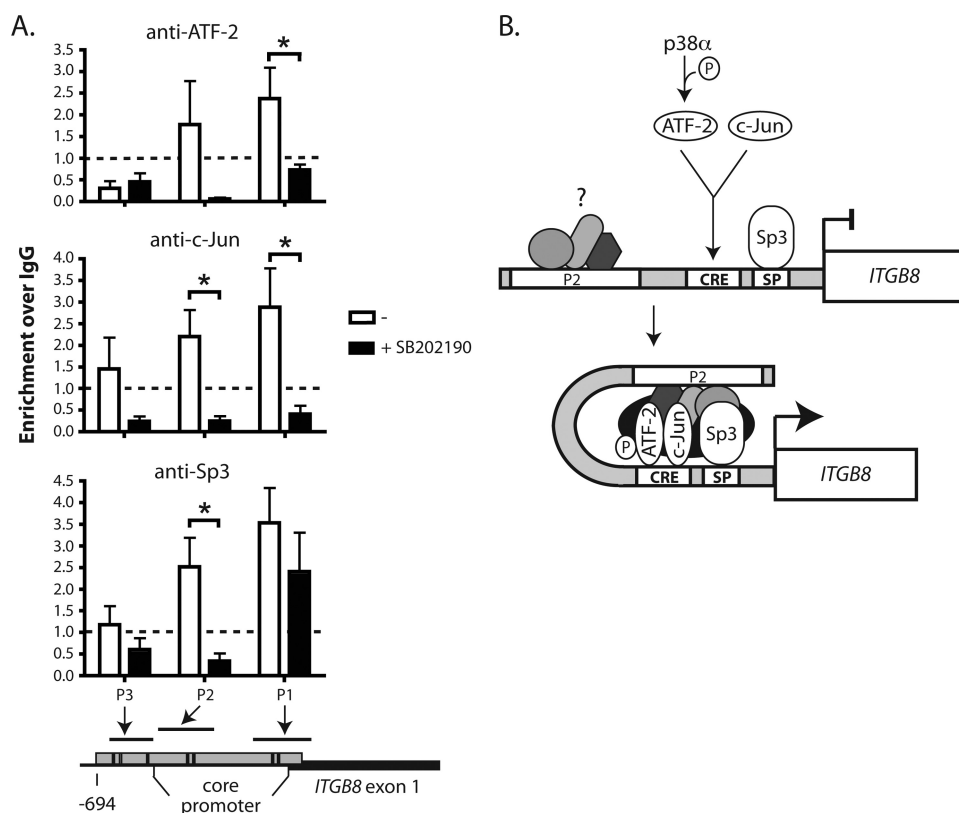 A.
anti-ATF-2
*
3.5
3.0
2.5
2.0
1.5
1.0
0.5
0.0
anti-c-Jun
* *
4.0
3.5
3.0
2.5
2.0
1.5
1.0
0.5
0.0
Enrichment over IgG
-
+ SB202190
anti-Sp3
*
4.5
4.0
3.5
3.0
2.5
2.0
1.5
1.0
0.5
0.0
P3 P2 P1
-694
core
promoter
ITGB8 exon 1
B.
p38α
P
ATF-2 c-Jun
?
Sp3
P2 CRE SP ITGB8
P2
P ATF-2 c-Jun Sp3
CRE SP ITGB8